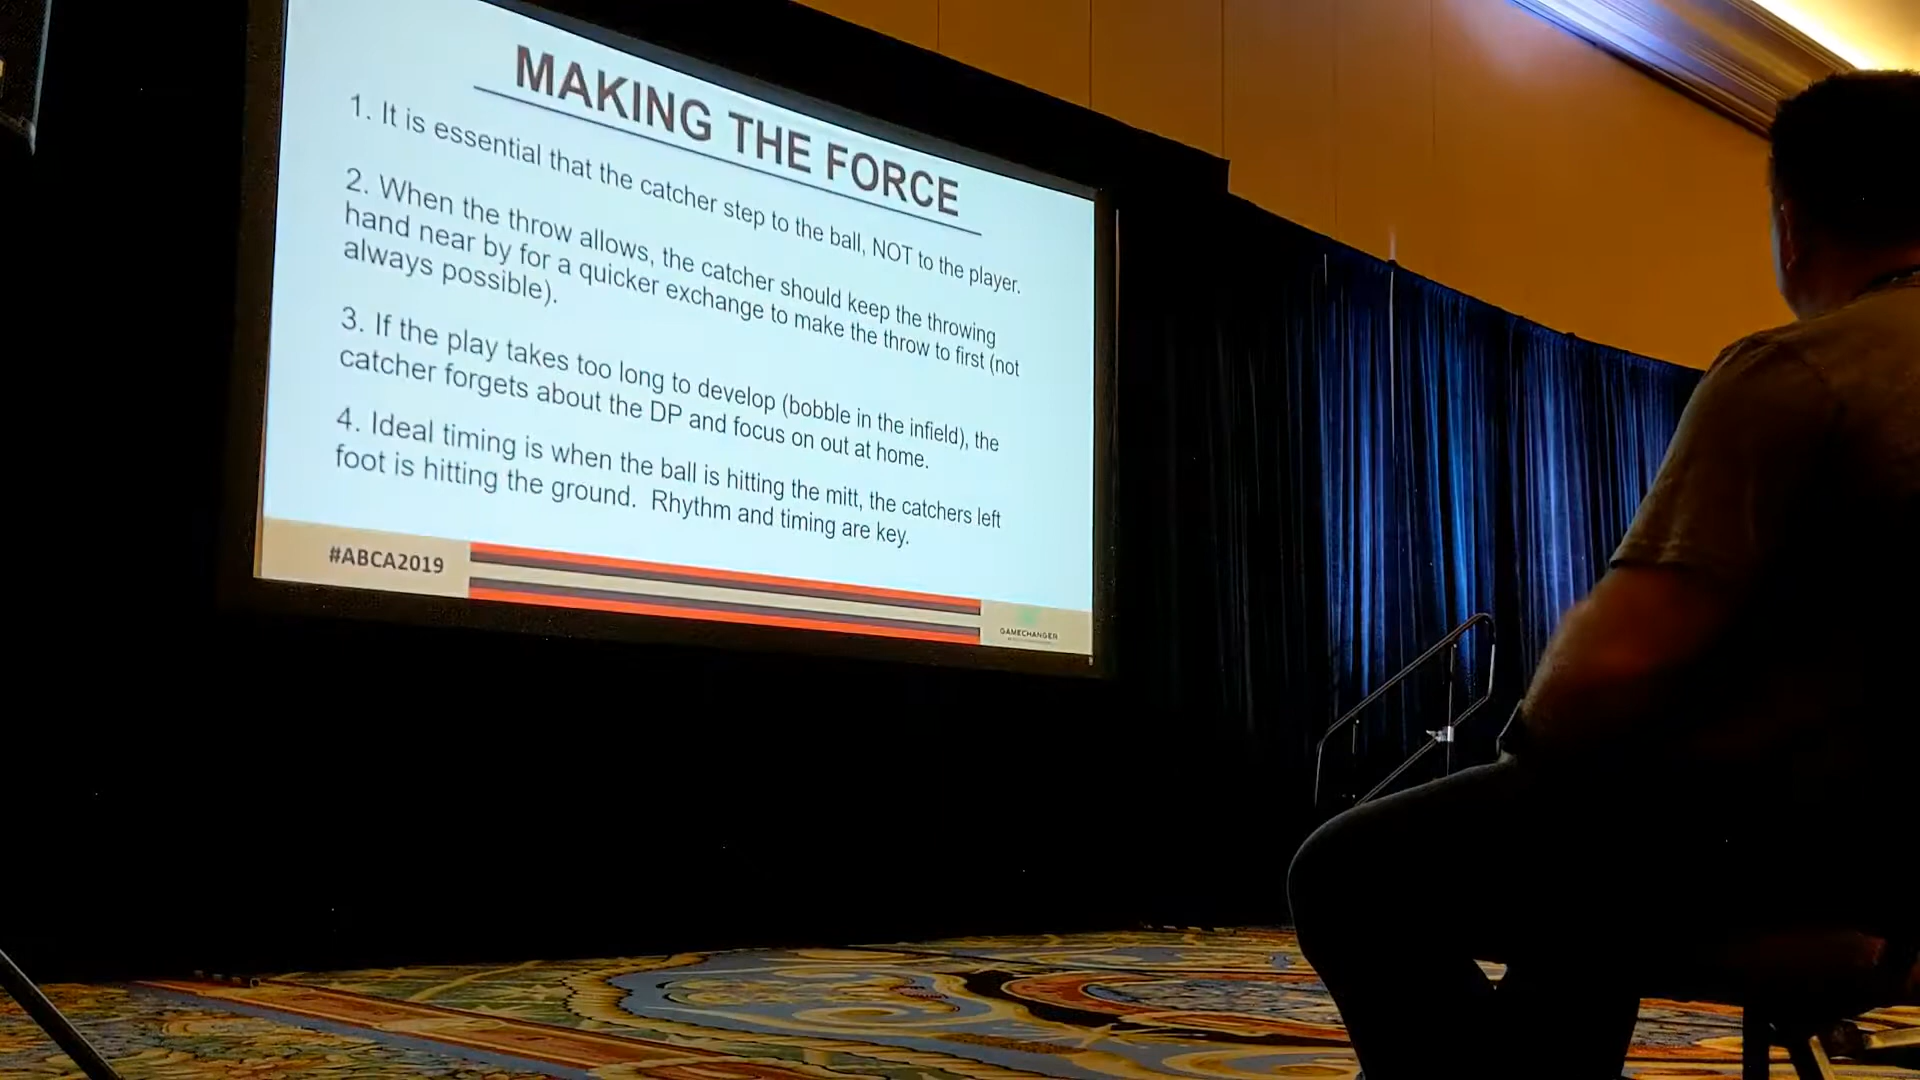 MAKING THE FORCE
1. It is essential that the catcher step to the ball, NOT to the player.
2. When the throw allows, the catcher should keep the throwing
hand near by for a quicker exchange to make the throw to first (not
always possible).
3. If the play takes too long to develop (bobble in the infield), the
catcher forgets about the DP and focus on out at home.
4. Ideal timing is when the ball is hitting the mitt, the catchers left
foot is hitting the ground. Rhythm and timing are key.
#ABCA2019
GAMECHANGER